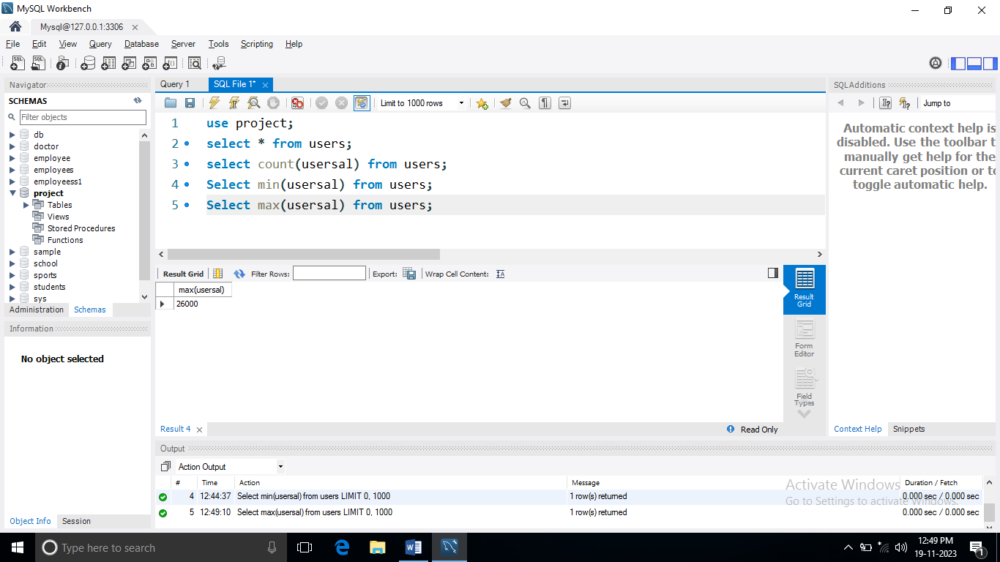 MySQL Workbench
Mysql@127.0.0.1:3306
File Edit View Query Database Server Tools Scripting Help
Navigator
SCHEMAS
Filter objects
db
doctor
employee
employees
employeess1
project
Tables
Views
Stored Procedures
Functions
sample
school
sports
students
sys
Administration Schemas
Information
No object selected
Object Info Session
Query 1 SQL File 1*
Limit to 1000 rows
1 use project;
2 select * from users;
3 select count(usersal) from users;
4 Select min(usersal) from users;
5 Select max(usersal) from users;
Result Grid Filter Rows: Export: Wrap Cell Content:
max(usersal)
26000
Result
Grid
Form
Editor
Field
Types
Result 4 Read Only
SQLAdditions
Jump to
Automatic context help is
disabled. Use the toolbar t
manually get help for the
current caret position or to
toggle automatic help.
Context Help Snippets
Output
Action Output
# Time Action Message Duration / Fetch
4 12:44:37 Select min(usersal) from users LIMIT 0, 1000 1 row(s) returned 0.000 sec / 0.000 sec
5 12:49:10 Select max(usersal) from users LIMIT 0, 1000 1 row(s) returned 0.000 sec / 0.000 sec
Activate Windows
Go to Settings to activate Windows.
Type here to search
12:49 PM
19-11-2023
1